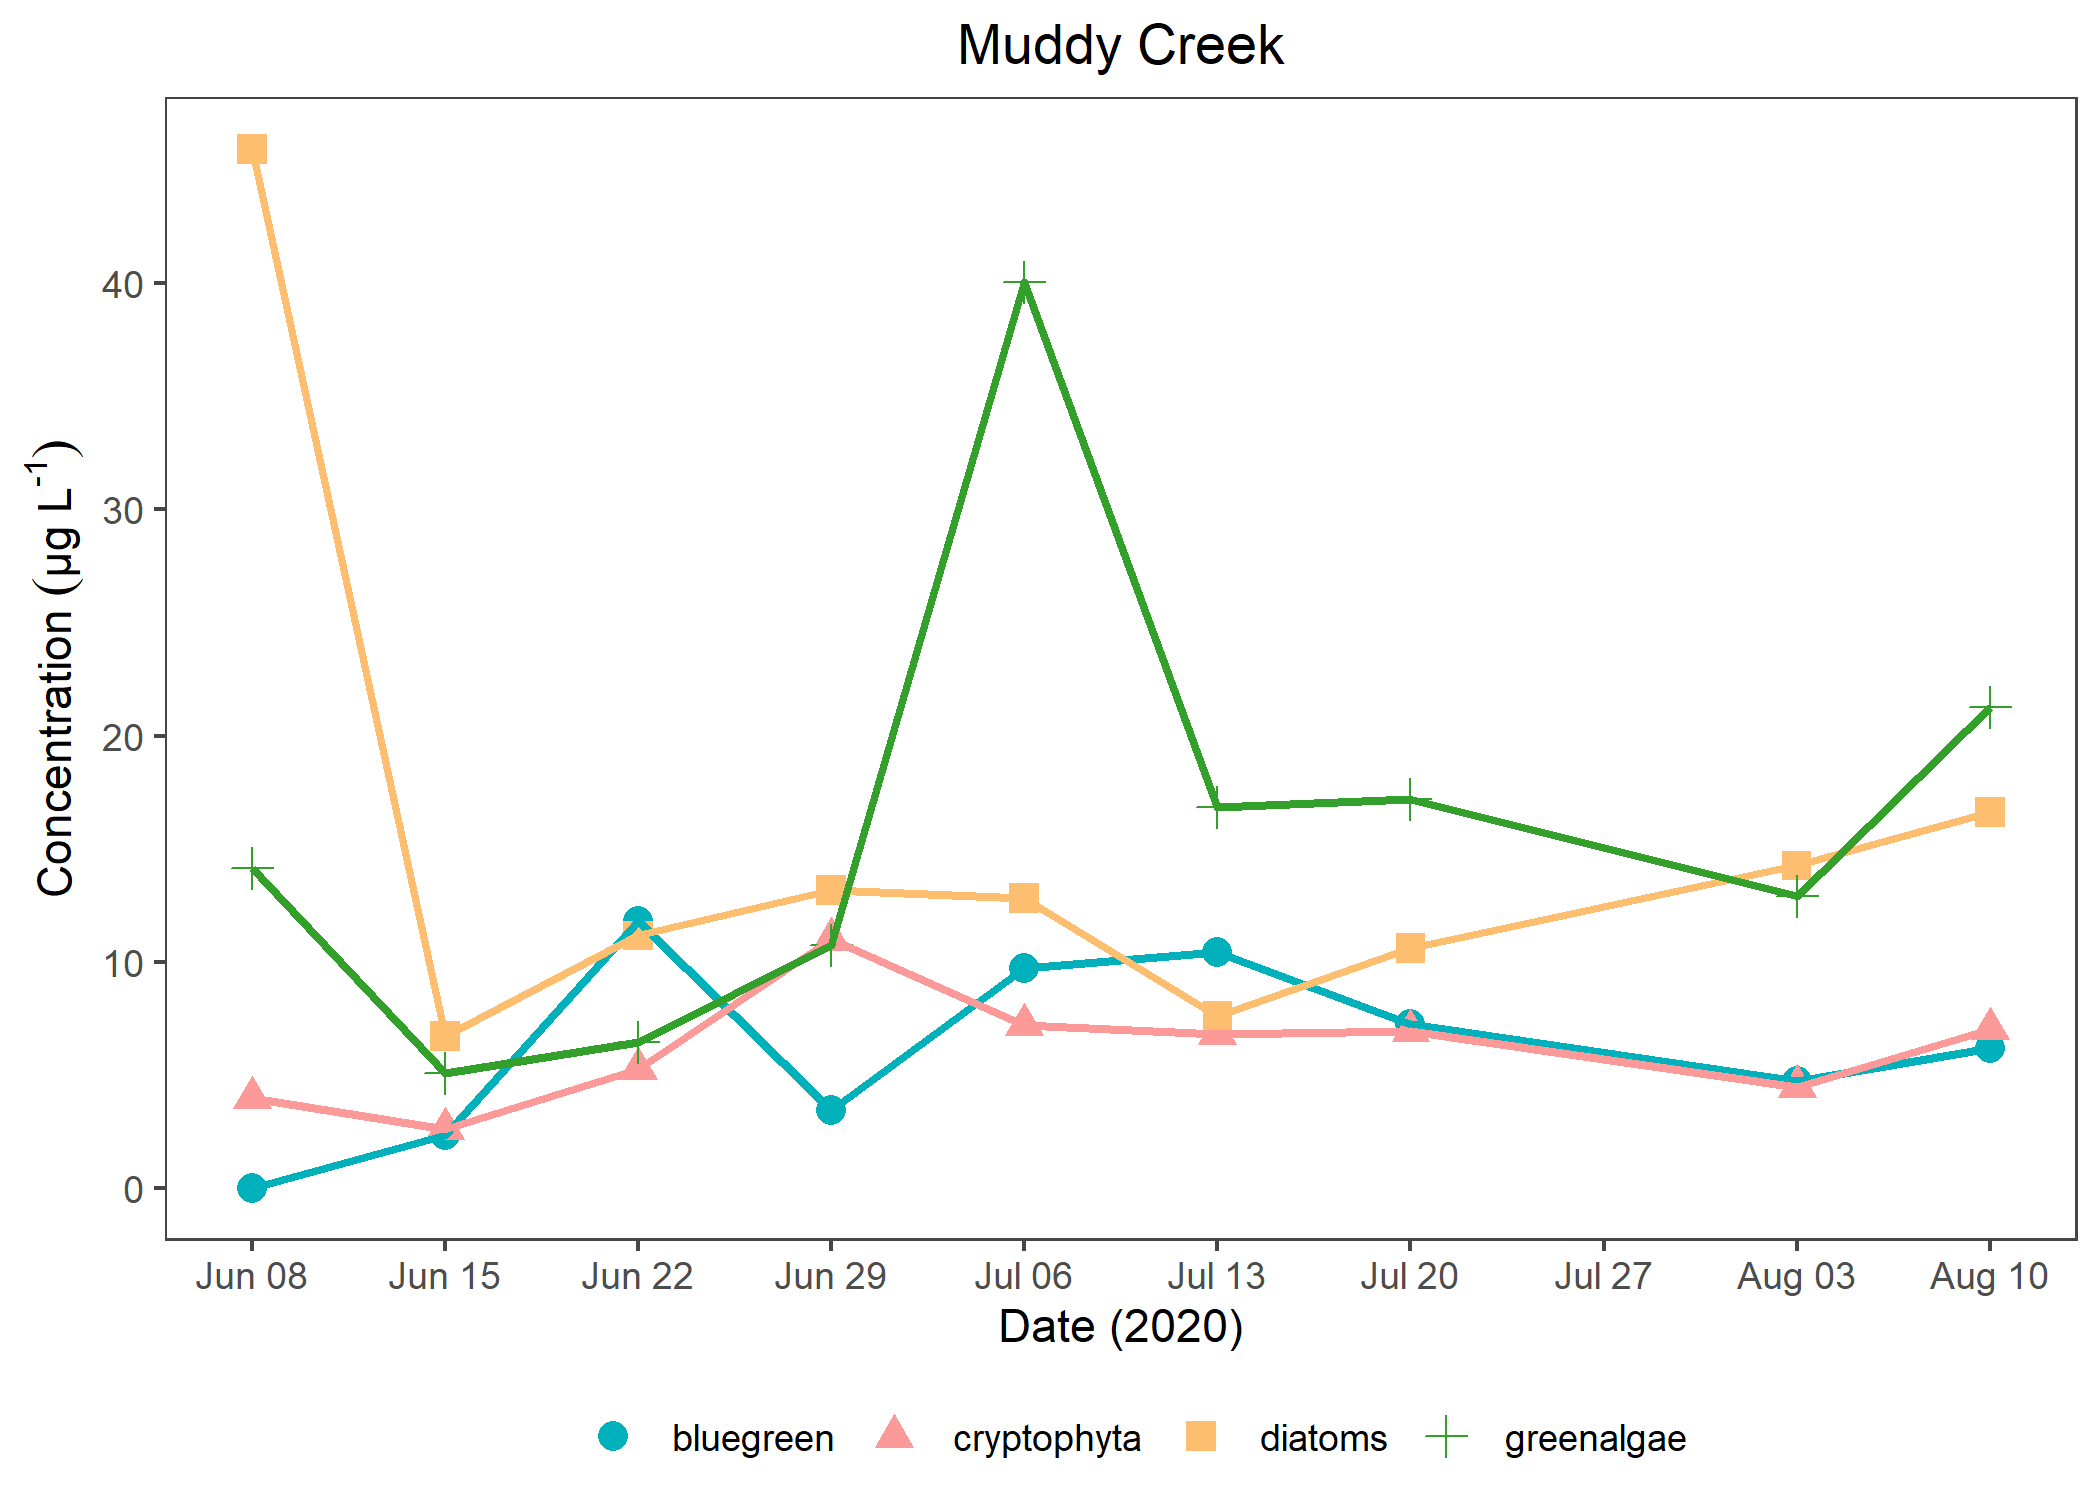 Muddy Creek
Concentration (µg L⁻¹)
40
30
20
10
0
Jun 08 Jun 15 Jun 22 Jun 29 Jul 06 Jul 13 Jul 20 Jul 27 Aug 03 Aug 10
Date (2020)
bluegreen cryptophyta diatoms greenalgae